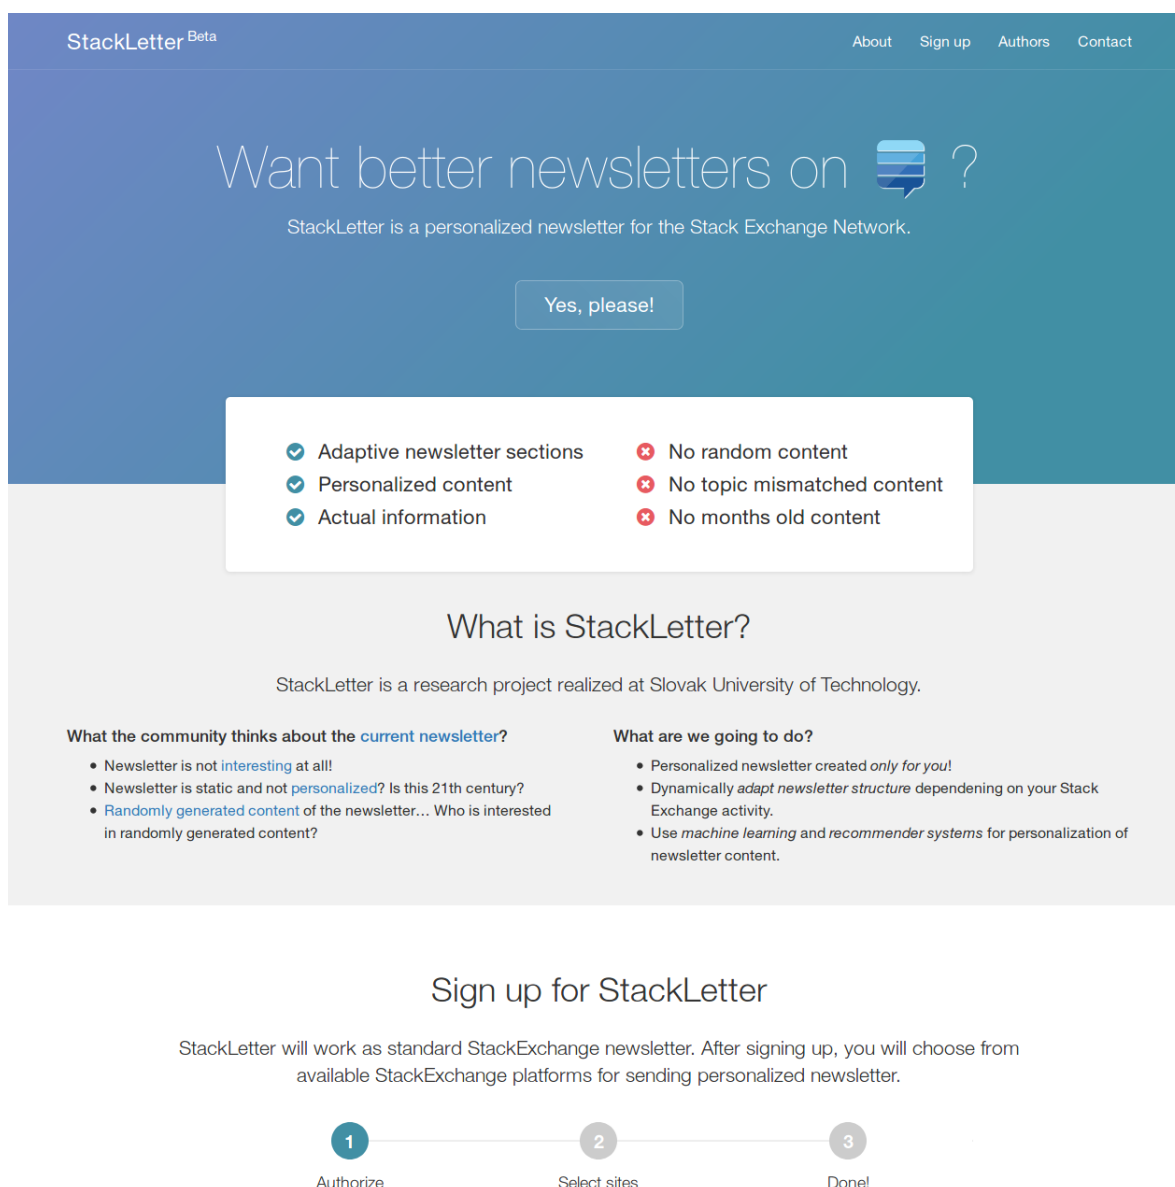 StackLetter Beta
About Sign up Authors Contact
Want better newsletters on ?
StackLetter is a personalized newsletter for the Stack Exchange Network.
Yes, please!
Adaptive newsletter sections
Personalized content
Actual information
No random content
No topic mismatched content
No months old content
What is StackLetter?
StackLetter is a research project realized at Slovak University of Technology.
What the community thinks about the current newsletter?
Newsletter is not interesting at all!
Newsletter is static and not personalized? Is this 21th century?
Randomly generated content of the newsletter... Who is interested
in randomly generated content?
What are we going to do?
Personalized newsletter created only for you!
Dynamically adapt newsletter structure dependening on your Stack
Exchange activity.
Use machine learning and recommender systems for personalization of
newsletter content.
Sign up for StackLetter
StackLetter will work as standard StackExchange newsletter. After signing up, you will choose from
available StackExchange platforms for sending personalized newsletter.
1 2 3
Authorize Select sites Done!